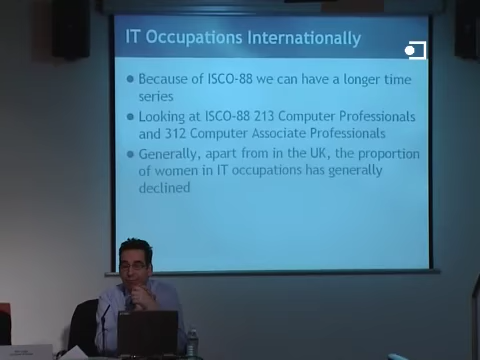 IT Occupations Internationally
• Because of ISCO-88 we can have a longer time
series
• Looking at ISCO-88 213 Computer Professionals
and 312 Computer Associate Professionals
• Generally, apart from in the UK, the proportion
of women in IT occupations has generally
declined